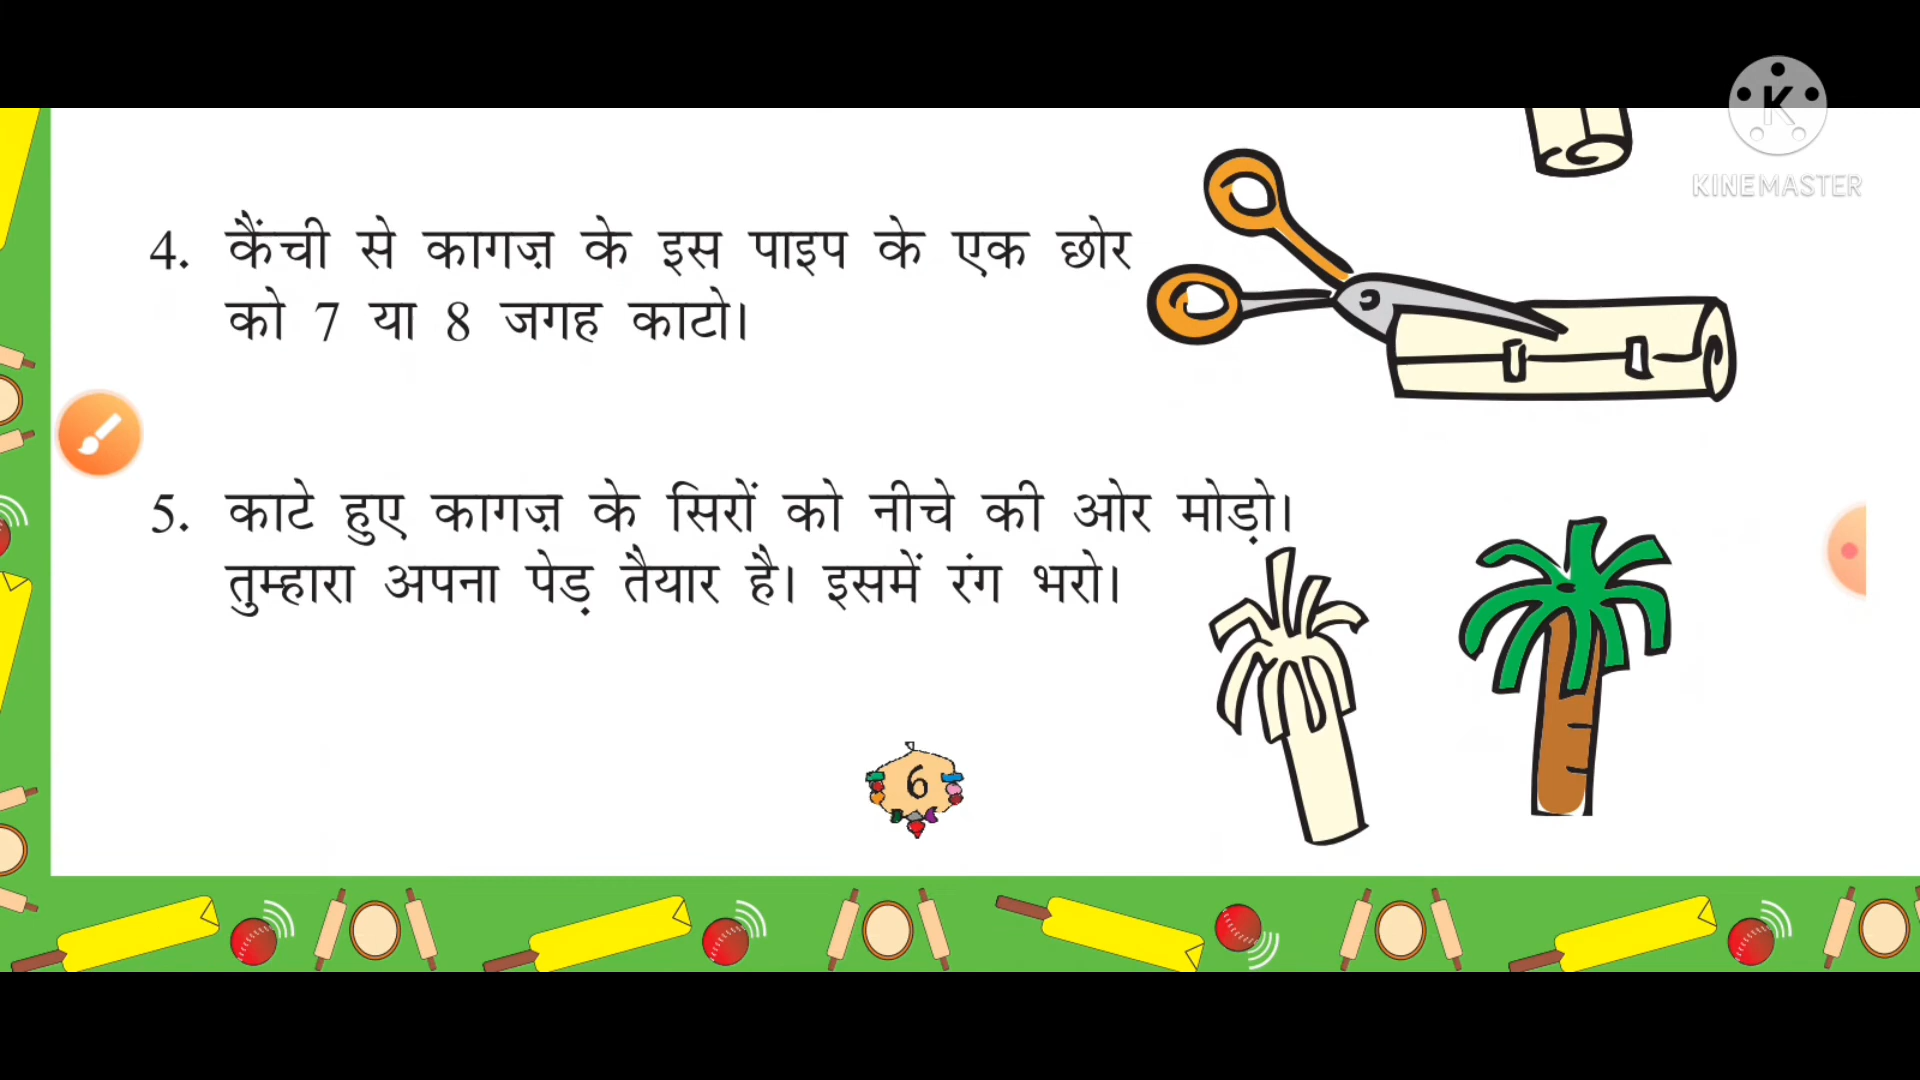 K
KINEMASTER
4. कैंची से कागज़ के इस पाइप के एक छोर
को 7 या 8 जगह काटो।
5. काटे हुए कागज़ के सिरों को नीचे की ओर मोड़ो।
तुम्हारा अपना पेड़ तैयार है। इसमें रंग भरो।
6